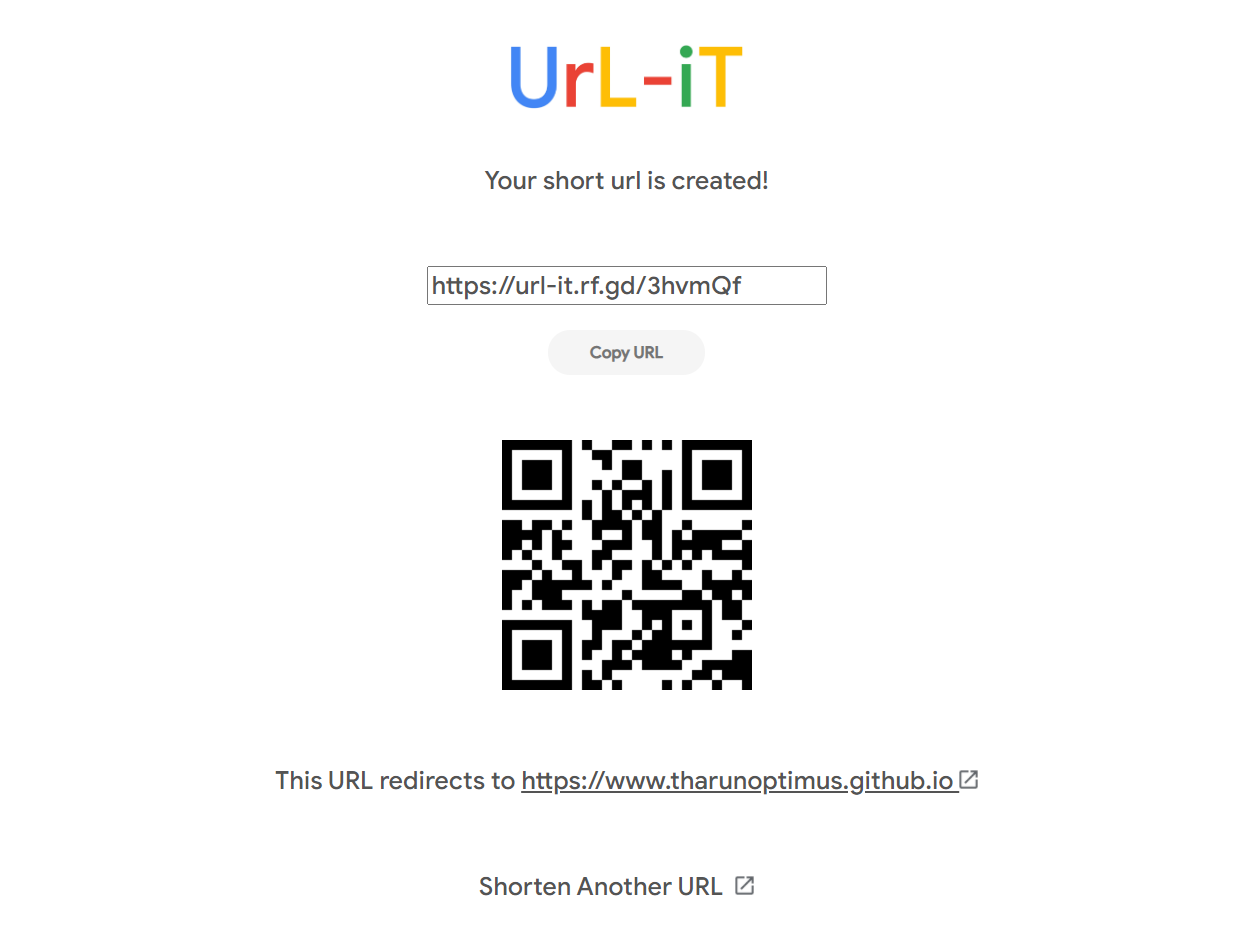 UrL-iT
Your short url is created!
https://url-it.rf.gd/3hvmQf
Copy URL
This URL redirects to https://www.tharunoptimus.github.io
Shorten Another URL